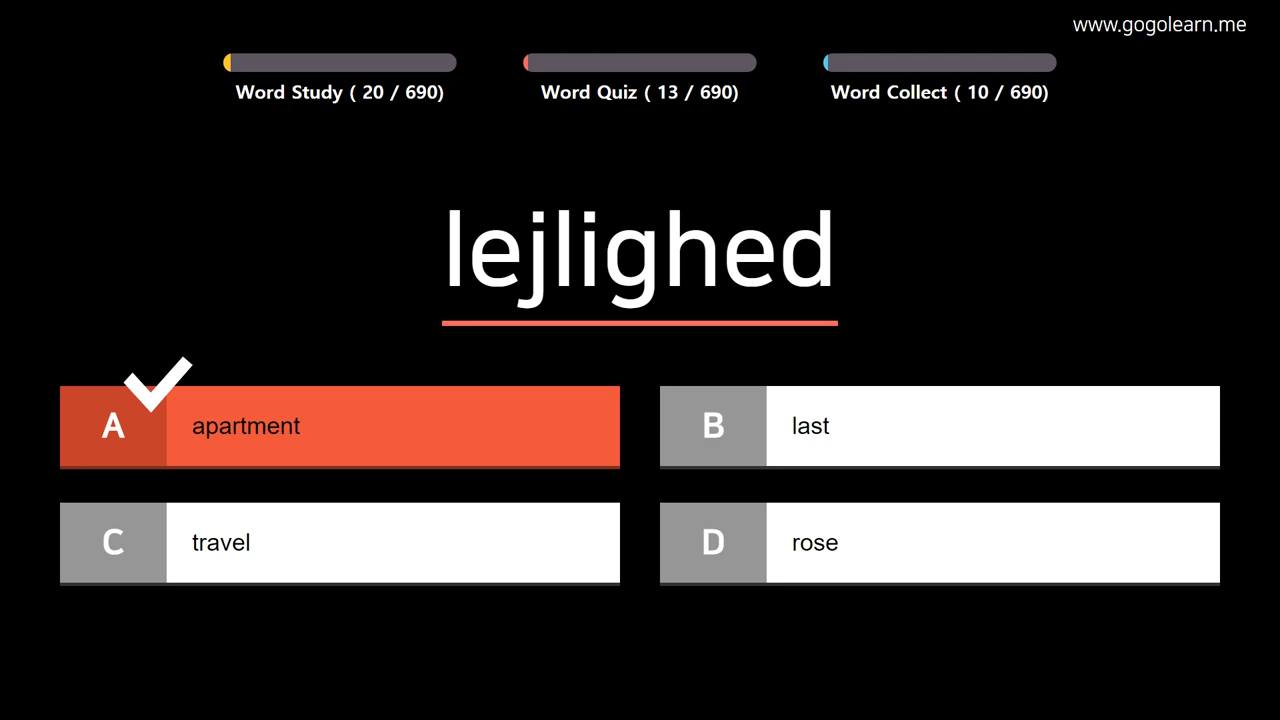 www.gogolearn.me
Word Study ( 20 / 690)
Word Quiz ( 13 / 690)
Word Collect ( 10 / 690)
lejlighed
A apartment
B last
C travel
D rose